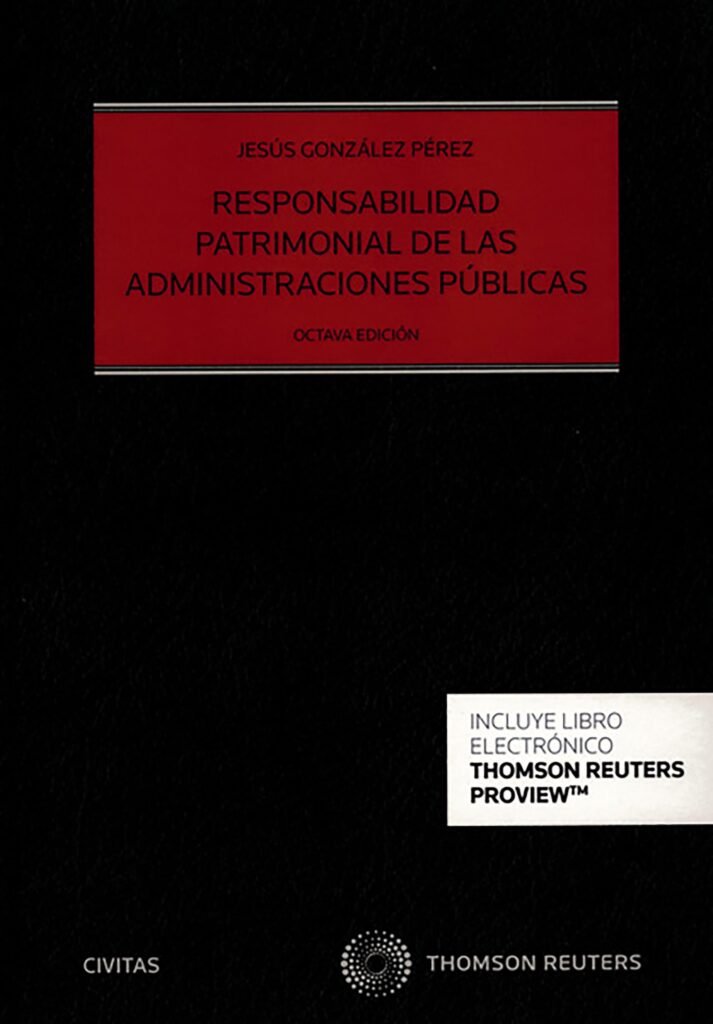 JESÚS GONZÁLEZ PÉREZ
RESPONSABILIDAD
PATRIMONIAL DE LAS
ADMINISTRACIONES PÚBLICAS
OCTAVA EDICIÓN
INCLUYE LIBRO
ELECTRÓNICO
THOMSON REUTERS
PROVIEW™
CIVITAS
THOMSON REUTERS